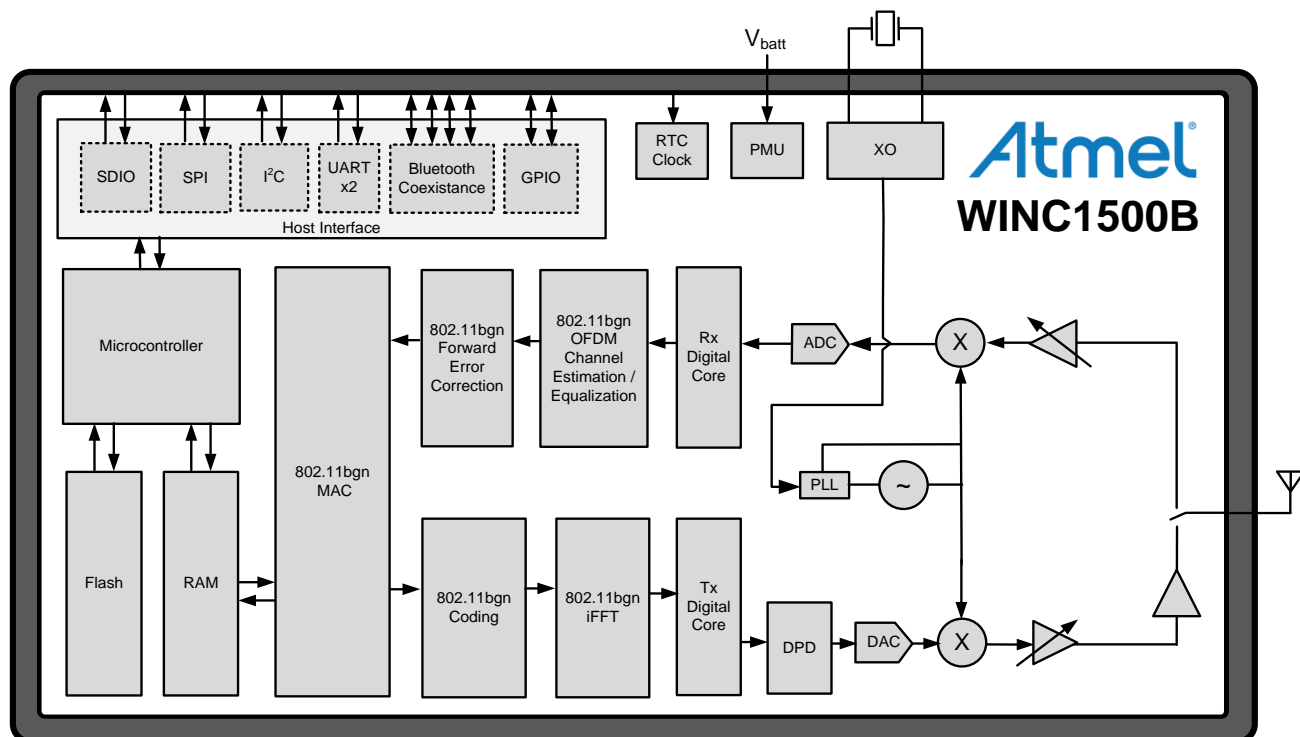 V_batt
Atmel®
WINC1500B
SDIO
SPI
I²C
UART
x2
Bluetooth
Coexistance
GPIO
Host Interface
RTC
Clock
PMU
XO
Microcontroller
802.11bgn
Forward
Error
Correction
802.11bgn
OFDM
Channel
Estimation /
Equalization
Rx
Digital
Core
ADC
X
802.11bgn
MAC
PLL
~
Flash
RAM
802.11bgn
Coding
802.11bgn
iFFT
Tx
Digital
Core
DPD
DAC
X